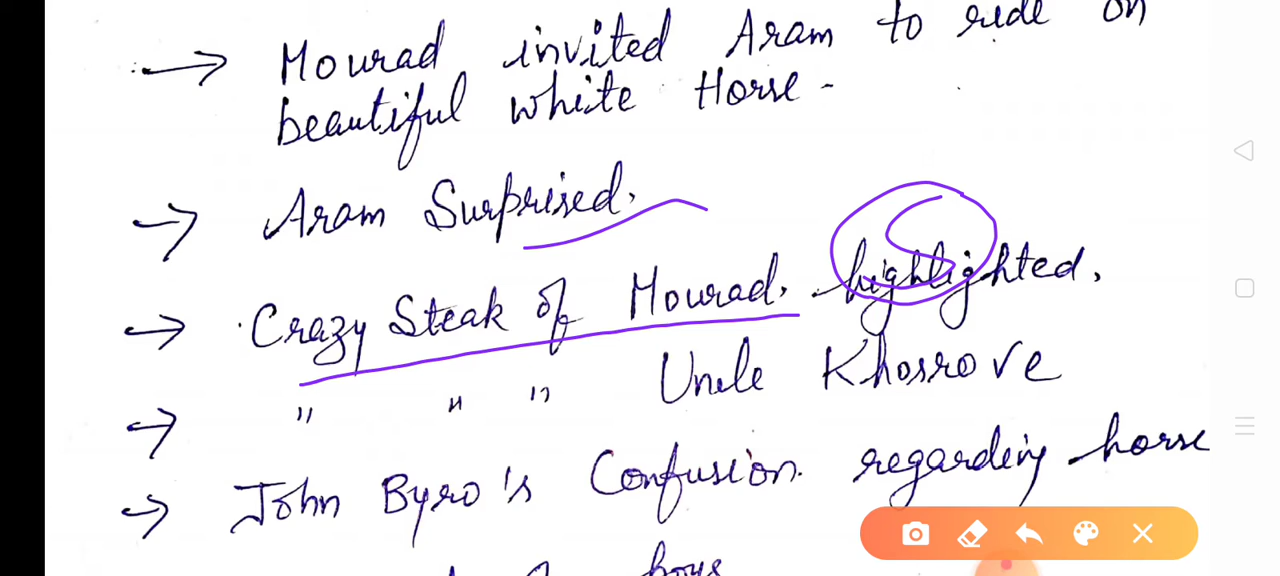 → Mourad invited Aram to ride on
beautiful white Horse -
→ Aram Surprised.
→ Crazy Steak of Mourad. highlighted.
→ " " " Uncle Khosrove
→ John Byro's Confusion regarding horse
boys